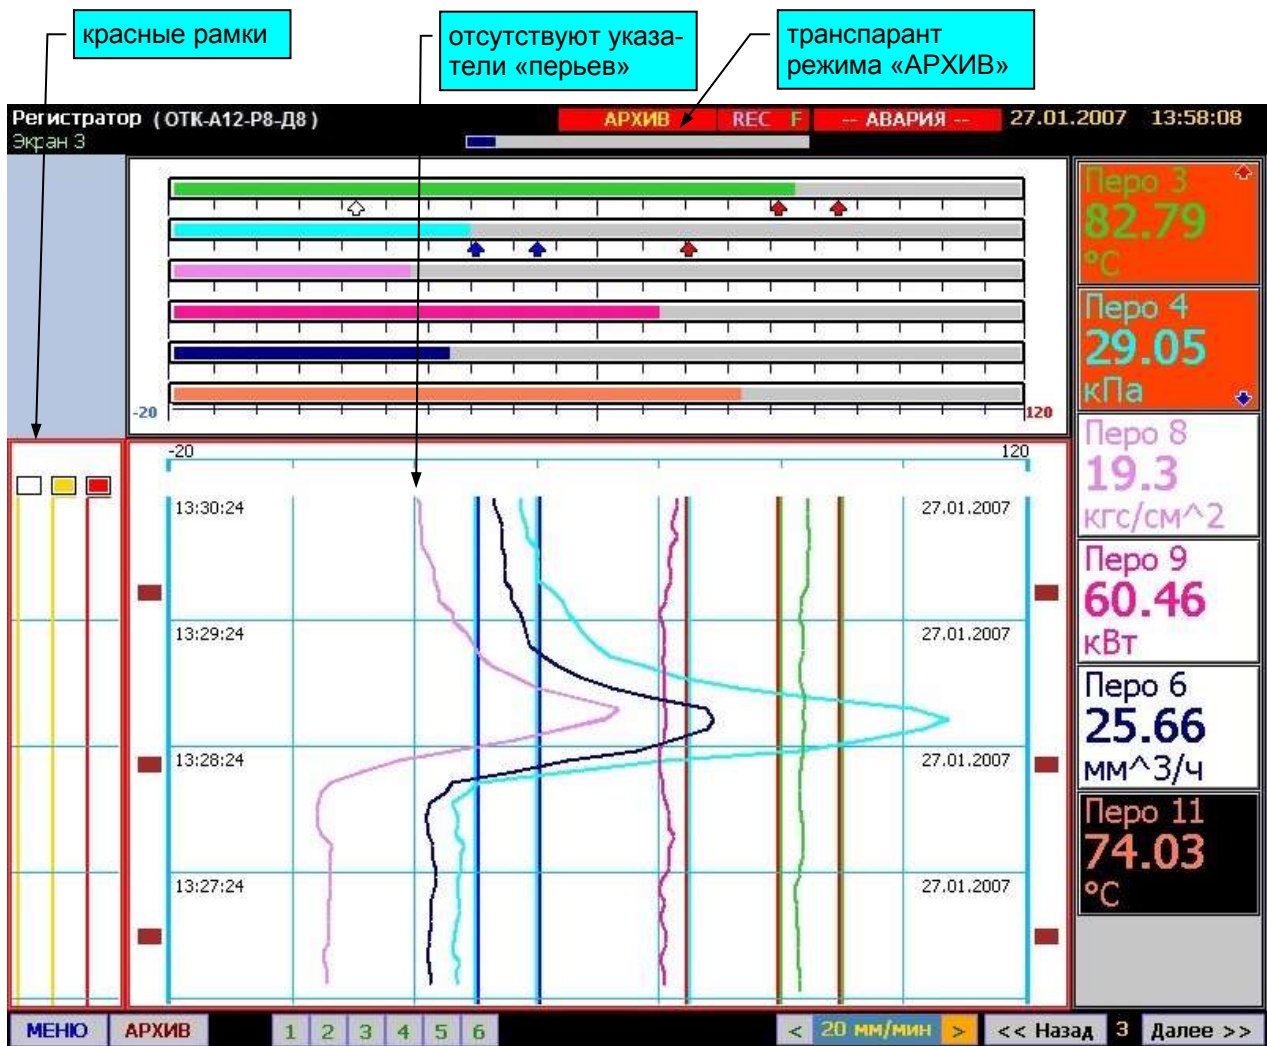 красные рамки
отсутствуют указа-
тели «перьев»
транспарант
режима «АРХИВ»
Регистратор (ОТК-А12-Р8-Д8) АРХИВ REC F -- АВАРИЯ -- 27.01.2007 13:58:08
Экран 3
-20 120
Перо 3
82.79
°C
Перо 4
29.05
кПа
Перо 8
19.3
кгс/см^2
Перо 9
60.46
кВт
Перо 6
25.66
мм^3/ч
Перо 11
74.03
°C
-20 120
13:30:24 27.01.2007
13:29:24 27.01.2007
13:28:24 27.01.2007
13:27:24 27.01.2007
МЕНЮ АРХИВ 1 2 3 4 5 6 < 20 мм/мин > << Назад 3 Далее >>